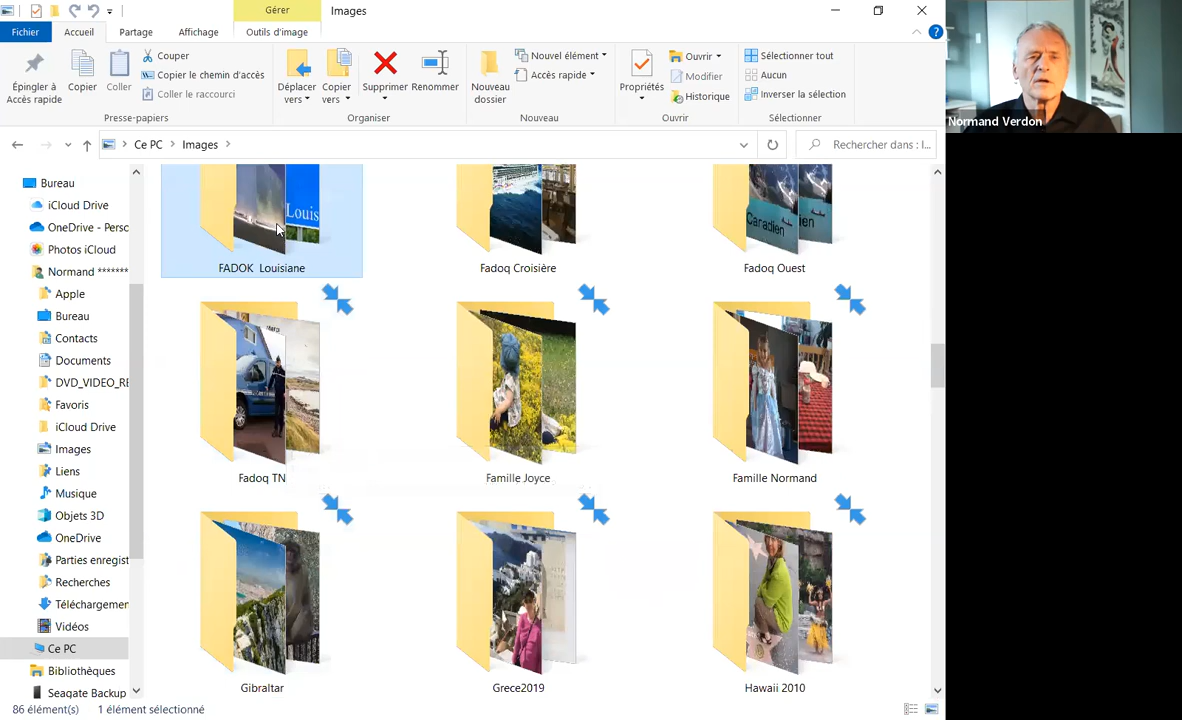 Gérer
Images
Fichier
Accueil
Partage
Affichage
Outils d'image
Épingler à
Accès rapide
Copier
Coller
Couper
Copier le chemin d'accès
Coller le raccourci
Presse-papiers
Déplacer
vers
Copier
vers
Supprimer
Renommer
Organiser
Nouveau
dossier
Nouvel élément
Accès rapide
Nouveau
Propriétés
Ouvrir
Modifier
Historique
Ouvrir
Sélectionner tout
Aucun
Inverser la sélection
Sélectionner
Normand Verdon
Ce PC
Images
Rechercher dans : I...
Bureau
iCloud Drive
OneDrive - Perso
Photos iCloud
Normand ********
Apple
Bureau
Contacts
Documents
DVD_VIDEO_RE
Favoris
iCloud Drive
Images
Liens
Musique
Objets 3D
OneDrive
Parties enregist
Recherches
Téléchargemen
Vidéos
Ce PC
Bibliothèques
Seagate Backup
Louis
Canadien
dien
FADOK Louisiane
Fadoq Croisière
Fadoq Ouest
Fadoq TN
Famille Joyce
Famille Normand
Gibraltar
Grece2019
Hawaii 2010
86 élément(s)
1 élément sélectionné